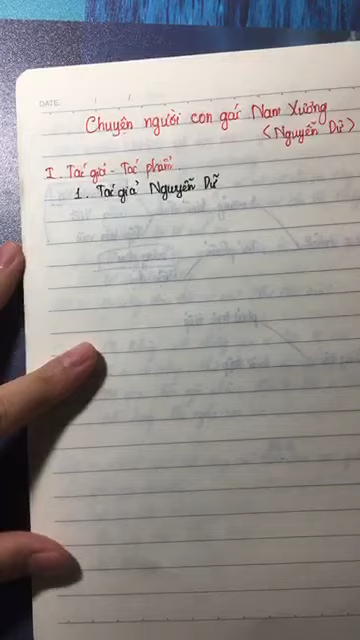 DATE: / /
Chuyện người con gái Nam Xương
(Nguyễn Dữ)
I. Tác giả - Tác phẩm
1. Tác giả Nguyễn Dữ